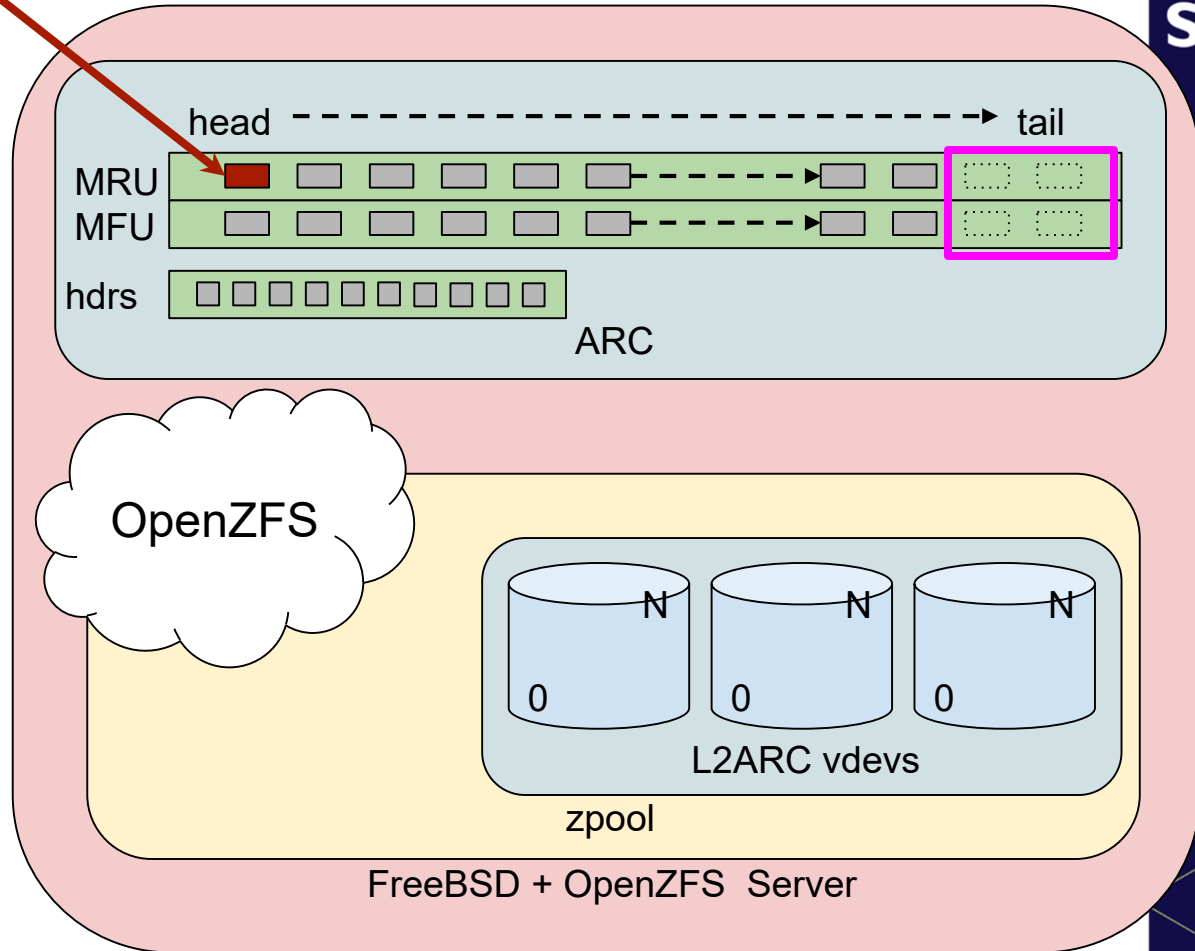 S
head tail
MRU
MFU
hdrs
ARC
OpenZFS
N N N
0 0 0
L2ARC vdevs
zpool
FreeBSD + OpenZFS Server